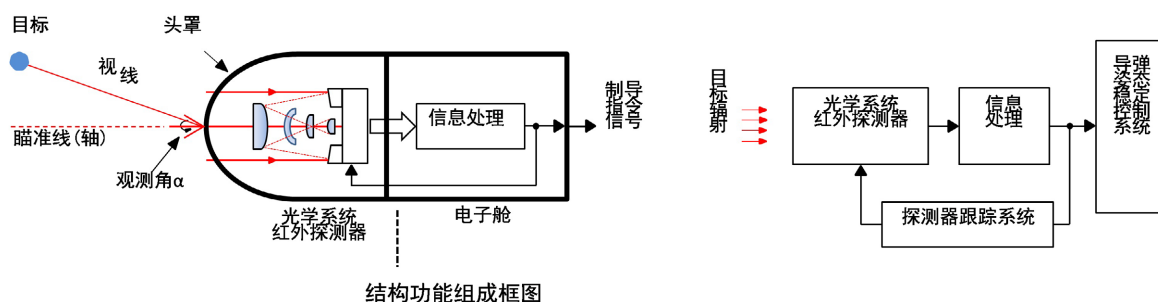 目标
头罩
视线
瞄准线(轴)
观测角α
信息处理
制导
指令
信号
光学系统
红外探测器
电子舱
结构功能组成框图
目标辐射
光学系统
红外探测器
信息
处理
导弹
姿态
稳定
控制
系统
探测器跟踪系统